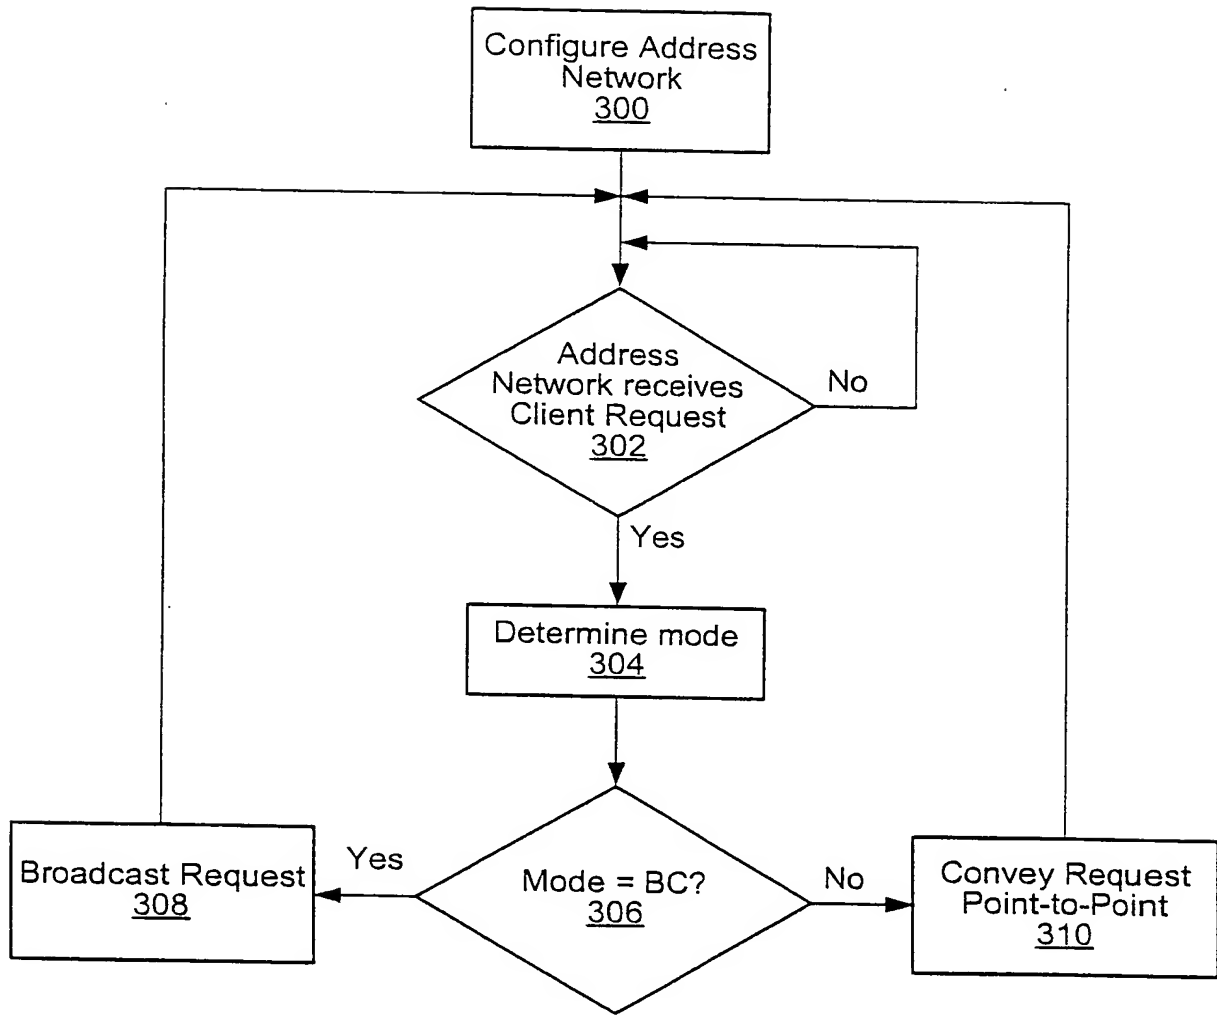 Configure Address
Network
300
Address
Network receives
Client Request
302
No
Yes
Determine mode
304
Mode = BC?
306
Yes
No
Broadcast Request
308
Convey Request
Point-to-Point
310